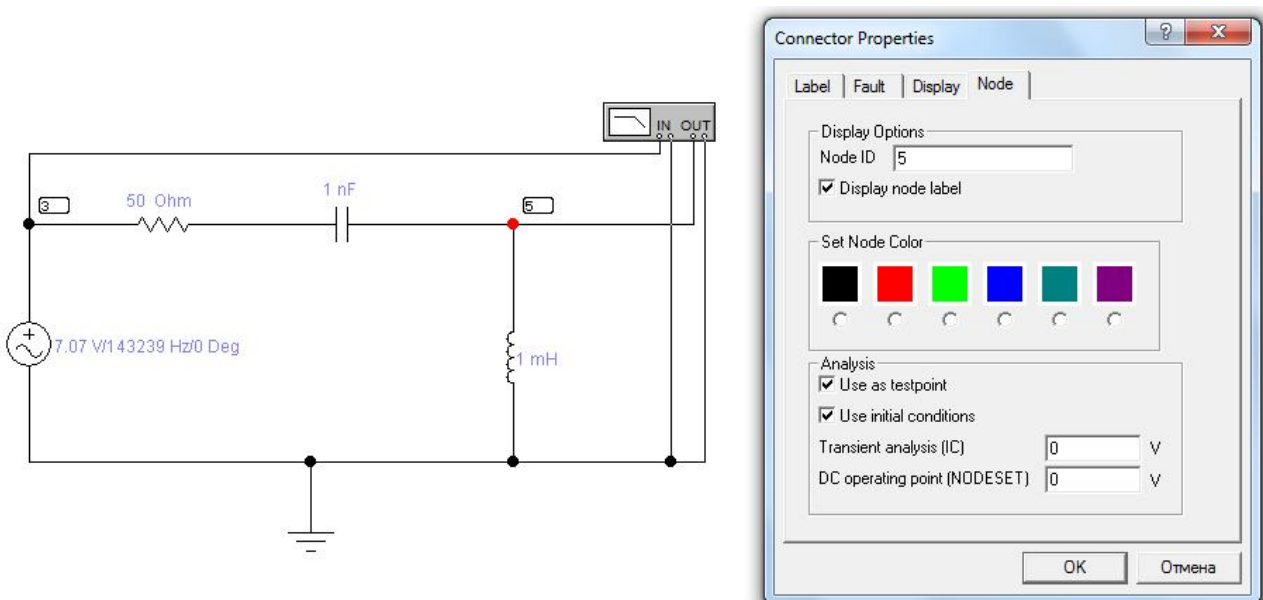 IN OUT
3
50 Ohm
1 nF
5
7.07 V/143239 Hz/0 Deg
1 mH
Connector Properties
Label Fault Display Node
Display Options
Node ID 5
Display node label
Set Node Color
Analysis
Use as testpoint
Use initial conditions
Transient analysis (IC) 0 V
DC operating point (NODESET) 0 V
OK Отмена